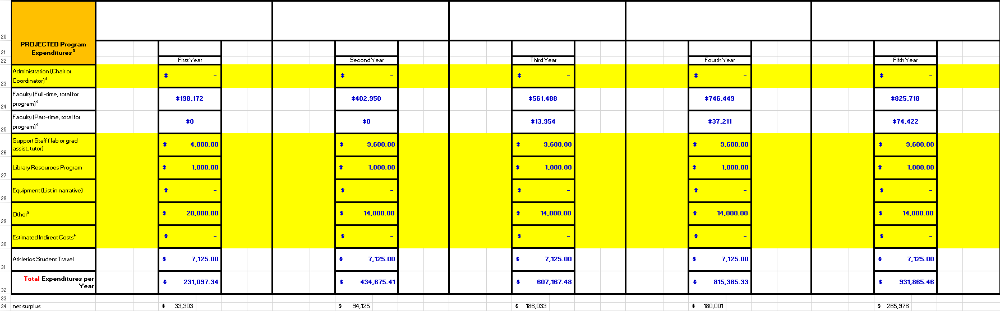 20
PROJECTED Program
Expenditures³
21
22 First Year Second Year Third Year Fourth Year Fifth Year
Administration (Chair or
Coordinator)⁴ $ - $ - $ - $ - $ -
23
Faculty (Full-time, total for
program)⁴ $198,172 $402,950 $561,488 $746,449 $825,718
24
Faculty (Part-time, total for
program)⁴ $0 $0 $13,954 $37,211 $74,422
25
Support Staff ( lab or grad
assist, tutor) $ 4,800.00 $ 9,600.00 $ 9,600.00 $ 9,600.00 $ 9,600.00
26
Library Resources Program $ 1,000.00 $ 1,000.00 $ 1,000.00 $ 1,000.00 $ 1,000.00
27
Equipment (List in narrative) $ - $ - $ - $ - $ -
28
Other⁵ $ 20,000.00 $ 14,000.00 $ 14,000.00 $ 14,000.00 $ 14,000.00
29
Estimated Indirect Costs⁶ $ - $ - $ - $ - $ -
30
Athletics Student Travel $ 7,125.00 $ 7,125.00 $ 7,125.00 $ 7,125.00 $ 7,125.00
31
Total Expenditures per
Year $ 231,097.34 $ 434,675.41 $ 607,167.48 $ 815,385.33 $ 931,865.46
32
33
34 net surplus $ 33,303 $ 94,125 $ 186,033 $ 180,001 $ 265,978